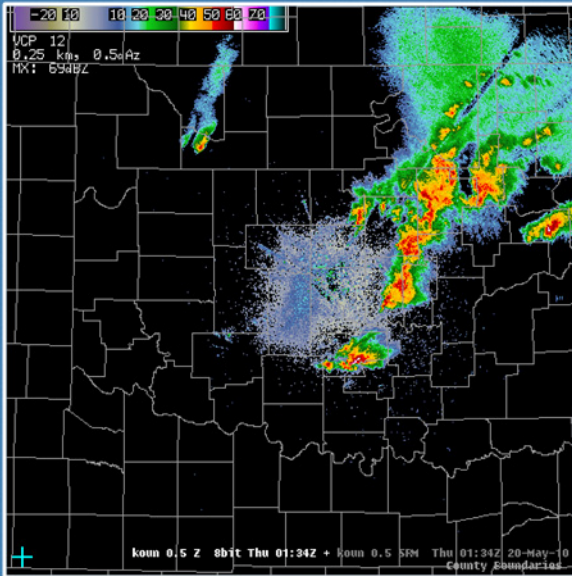 -20 10 10 20 30 40 50 60 70
VCP 12
0.25 km, 0.5°Az
MX: 69dBZ
koun 0.5 Z 8bit Thu 01:34Z + koun 0.5 SRM Thu 01:34Z 20-May-10
County Boundaries